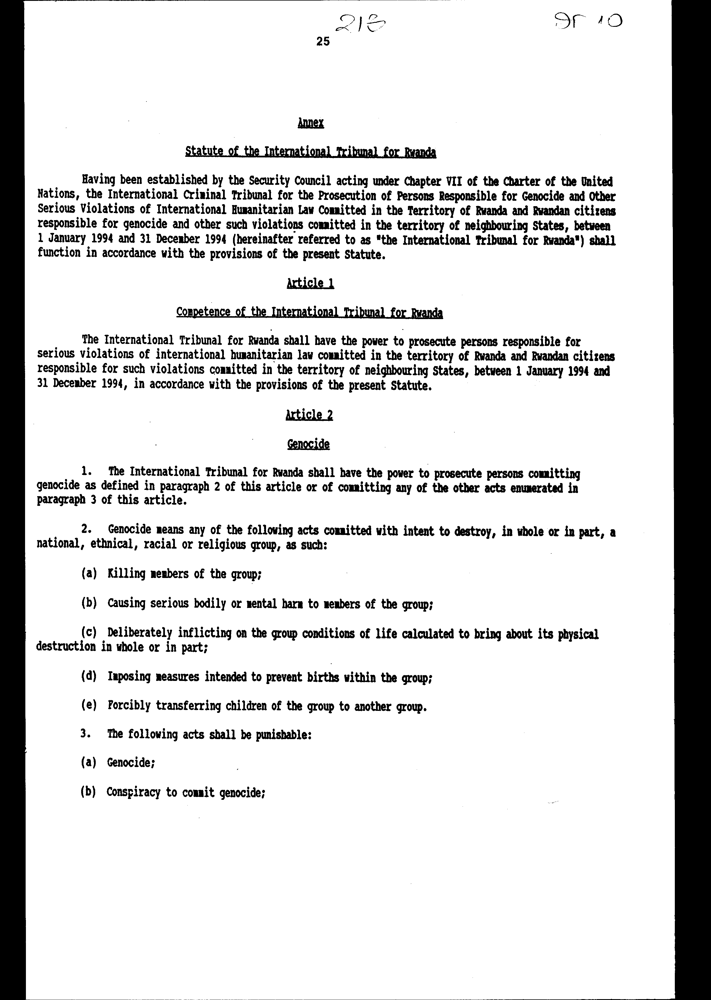 213
25
Annex
Statute of the International Tribunal for Rwanda
Having been established by the Security Council acting under Chapter VII of the Charter of the United
Nations, the International Criminal Tribunal for the Prosecution of Persons Responsible for Genocide and Other
Serious Violations of International Humanitarian Law Committed in the Territory of Rwanda and Rwandan citizens
responsible for genocide and other such violations committed in the territory of neighbouring States, between
1 January 1994 and 31 December 1994 (hereinafter referred to as "the International Tribunal for Rwanda") shall
function in accordance with the provisions of the present Statute.
Article 1
Competence of the International Tribunal for Rwanda
The International Tribunal for Rwanda shall have the power to prosecute persons responsible for
serious violations of international humanitarian law committed in the territory of Rwanda and Rwandan citizens
responsible for such violations committed in the territory of neighbouring States, between 1 January 1994 and
31 December 1994, in accordance with the provisions of the present Statute.
Article 2
Genocide
1. The International Tribunal for Rwanda shall have the power to prosecute persons committing
genocide as defined in paragraph 2 of this article or of committing any of the other acts enumerated in
paragraph 3 of this article.
2. Genocide means any of the following acts committed with intent to destroy, in whole or in part, a
national, ethnical, racial or religious group, as such:
(a) Killing members of the group;
(b) Causing serious bodily or mental harm to members of the group;
(c) Deliberately inflicting on the group conditions of life calculated to bring about its physical
destruction in whole or in part;
(d) Imposing measures intended to prevent births within the group;
(e) Forcibly transferring children of the group to another group.
3. The following acts shall be punishable:
(a) Genocide;
(b) Conspiracy to commit genocide;